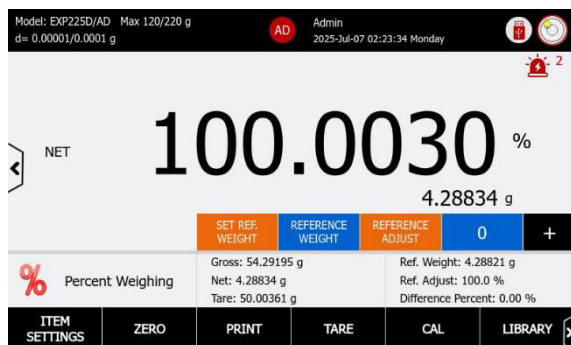 Model: EXP225D/AD Max 120/220 g
d= 0.00001/0.0001 g
AD
Admin
2025-Jul-07 02:23:34 Monday
2
NET
100.0030 %
4.28834 g
SET REF. WEIGHT
REFERENCE WEIGHT
REFERENCE ADJUST
0
+
% Percent Weighing
Gross: 54.29195 g
Net: 4.28834 g
Tare: 50.00361 g
Ref. Weight: 4.28821 g
Ref. Adjust: 100.0 %
Difference Percent: 0.00 %
ITEM SETTINGS
ZERO
PRINT
TARE
CAL
LIBRARY